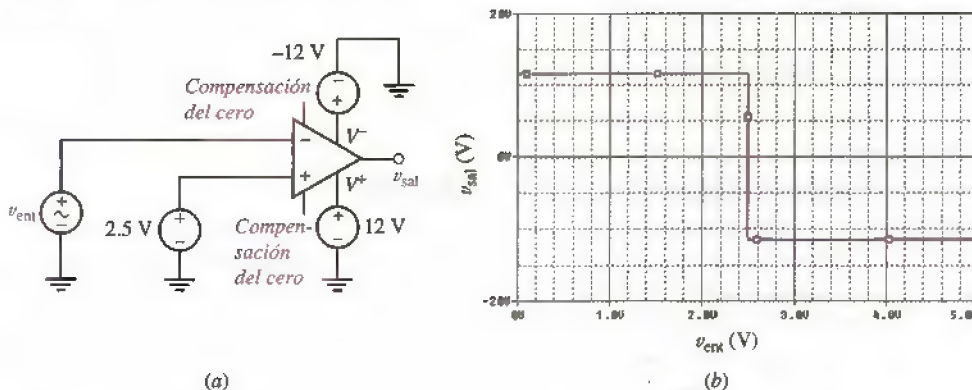 −12 V
Compensación
del cero
V⁻
−
+
v_sal
V⁺
v_ent
2.5 V
12 V
Compen-
sación
del cero
(a)
20V
0V
-20V
v_sal (V)
0V 1.0V 2.0V 3.0V 4.0V 5.0
v_ent (V)
(b)